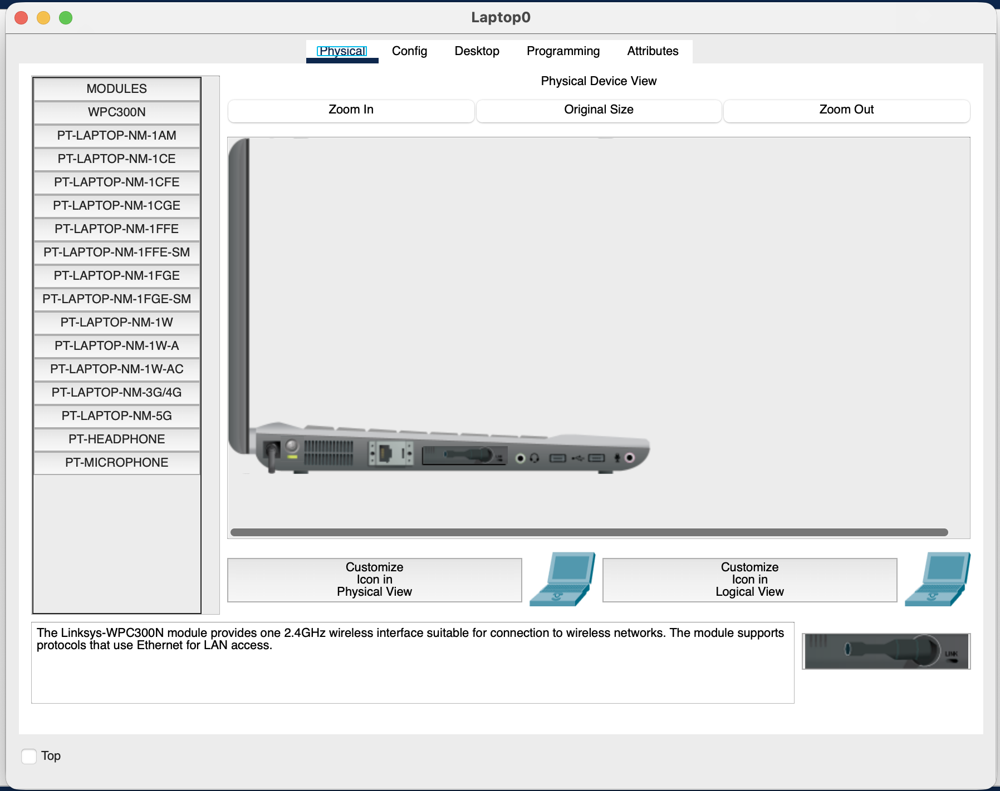 Laptop0
Physical
Config
Desktop
Programming
Attributes
MODULES
WPC300N
PT-LAPTOP-NM-1AM
PT-LAPTOP-NM-1CE
PT-LAPTOP-NM-1CFE
PT-LAPTOP-NM-1CGE
PT-LAPTOP-NM-1FFE
PT-LAPTOP-NM-1FFE-SM
PT-LAPTOP-NM-1FGE
PT-LAPTOP-NM-1FGE-SM
PT-LAPTOP-NM-1W
PT-LAPTOP-NM-1W-A
PT-LAPTOP-NM-1W-AC
PT-LAPTOP-NM-3G/4G
PT-LAPTOP-NM-5G
PT-HEADPHONE
PT-MICROPHONE
Physical Device View
Zoom In
Original Size
Zoom Out
Customize
Icon in
Physical View
Customize
Icon in
Logical View
The Linksys-WPC300N module provides one 2.4GHz wireless interface suitable for connection to wireless networks. The module supports
protocols that use Ethernet for LAN access.
LINK
Top